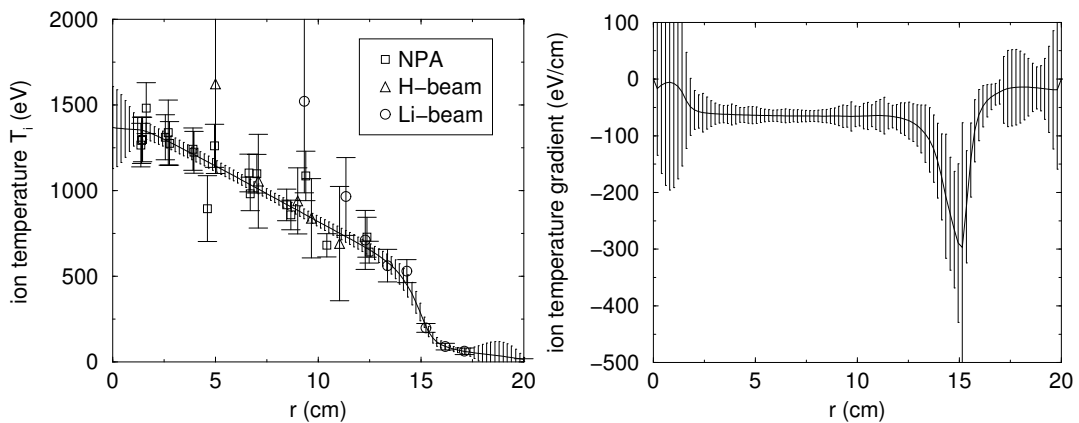 ion temperature Tᵢ (eV)
2000
1500
1000
500
0
NPA
H−beam
Li−beam
0 5 10 15 20
r (cm)
ion temperature gradient (eV/cm)
100
0
−100
−200
−300
−400
−500
0 5 10 15 20
r (cm)